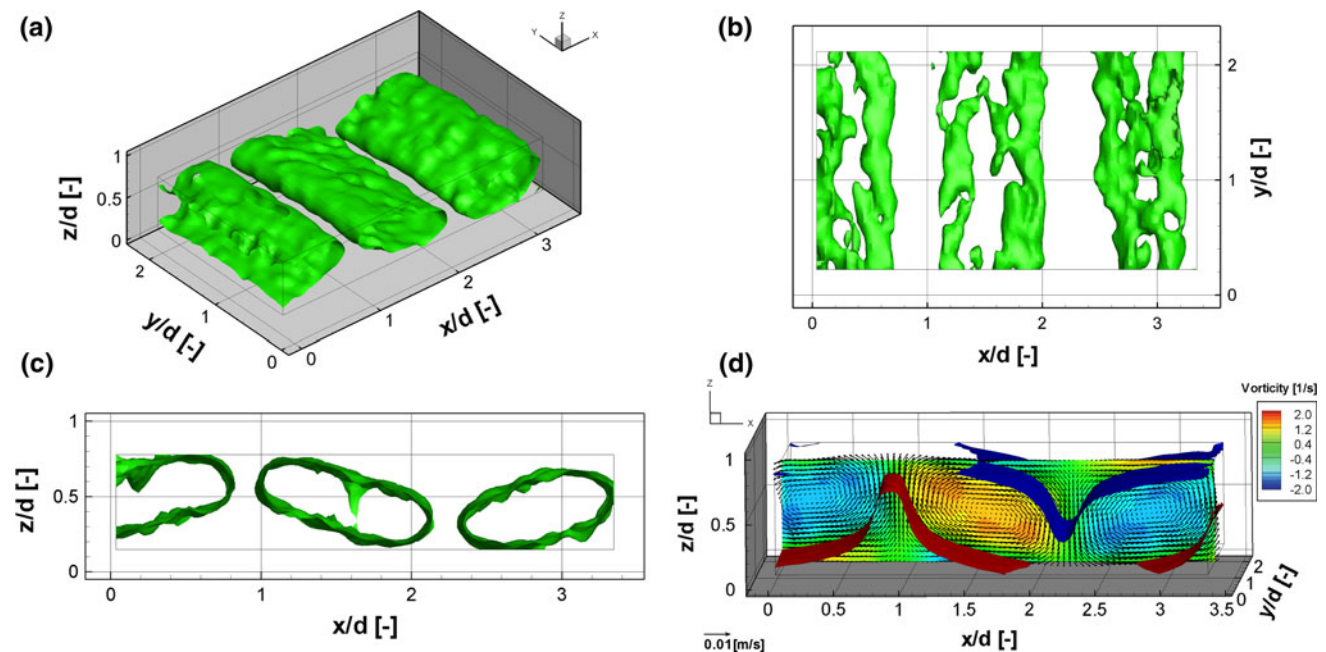 (a)
Z
Y
X
1
0.5
0
z/d [-]
2
1
0
y/d [-]
0
1
2
3
x/d [-]
(b)
2
1
0
y/d [-]
0
1
2
3
x/d [-]
(c)
1
0.5
0
z/d [-]
0
1
2
3
x/d [-]
(d)
Z
X
Vorticity [1/s]
2.0
1.2
0.4
-0.4
-1.2
-2.0
1
0.5
0
z/d [-]
0
0.5
1
1.5
2
2.5
3
3.5
x/d [-]
2
1
0
y/d [-]
0.01[m/s]